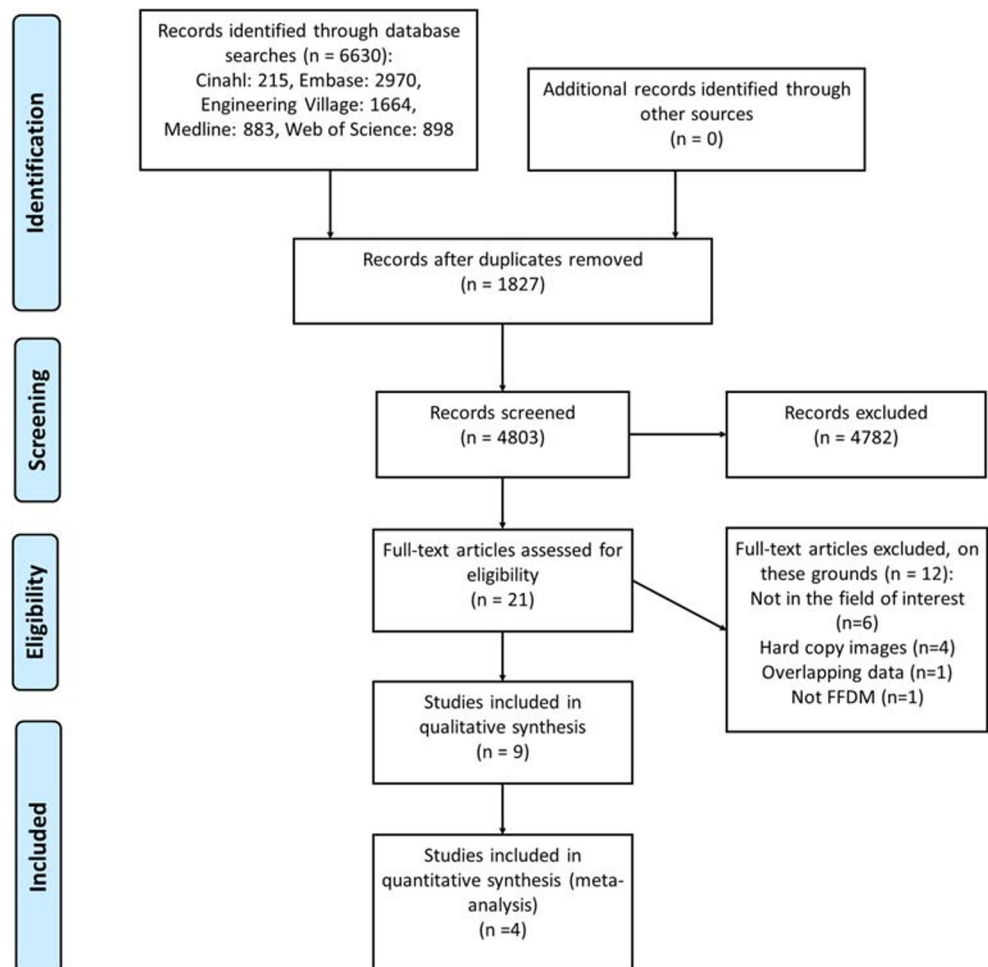 Identification
Records identified through database
searches (n = 6630):
Cinahl: 215, Embase: 2970,
Engineering Village: 1664,
Medline: 883, Web of Science: 898
Additional records identified through
other sources
(n = 0)
Records after duplicates removed
(n = 1827)
Screening
Records screened
(n = 4803)
Records excluded
(n = 4782)
Eligibility
Full-text articles assessed for
eligibility
(n = 21)
Full-text articles excluded, on
these grounds (n = 12):
Not in the field of interest
(n=6)
Hard copy images (n=4)
Overlapping data (n=1)
Not FFDM (n=1)
Studies included in
qualitative synthesis
(n = 9)
Included
Studies included in
quantitative synthesis (meta-
analysis)
(n =4)